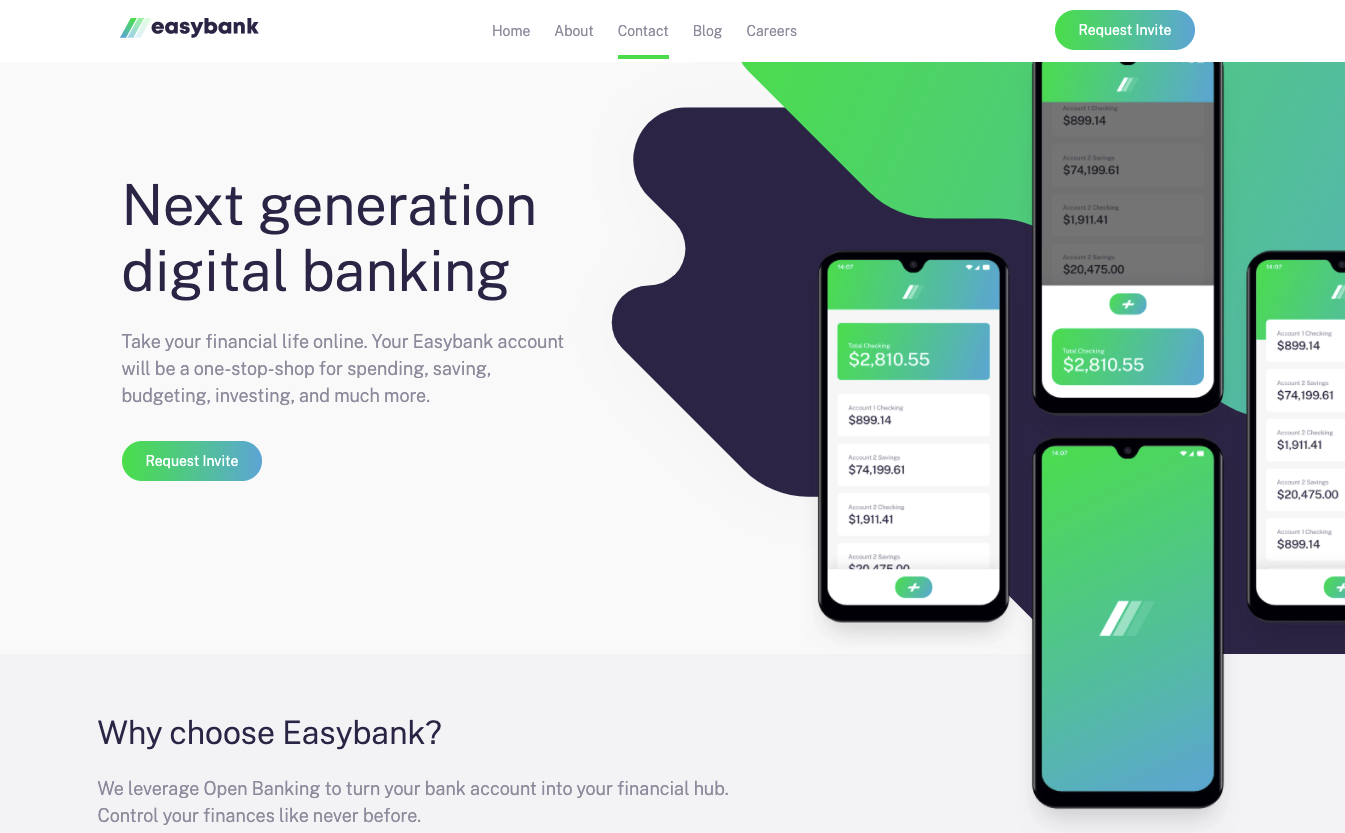 easybank
Home
About
Contact
Blog
Careers
Request Invite
Next generation
digital banking
Take your financial life online. Your Easybank account
will be a one-stop-shop for spending, saving,
budgeting, investing, and much more.
Request Invite
Account 1 Checking
$899.14
Account 2 Savings
$74,199.61
Account 2 Checking
$1,911.41
Account 2 Savings
$20,475.00
Total Checking
$2,810.55
14:07
Total Checking
$2,810.55
Account 1 Checking
$899.14
Account 2 Savings
$74,199.61
Account 2 Checking
$1,911.41
Account 2 Savings
$20,475.00
14:07
14:07
Account 1 Checking
$899.14
Account 2 Savings
$74,199.61
Account 2 Checking
$1,911.41
Account 2 Savings
$20,475.00
Account 1 Checking
$899.14
Why choose Easybank?
We leverage Open Banking to turn your bank account into your financial hub.
Control your finances like never before.